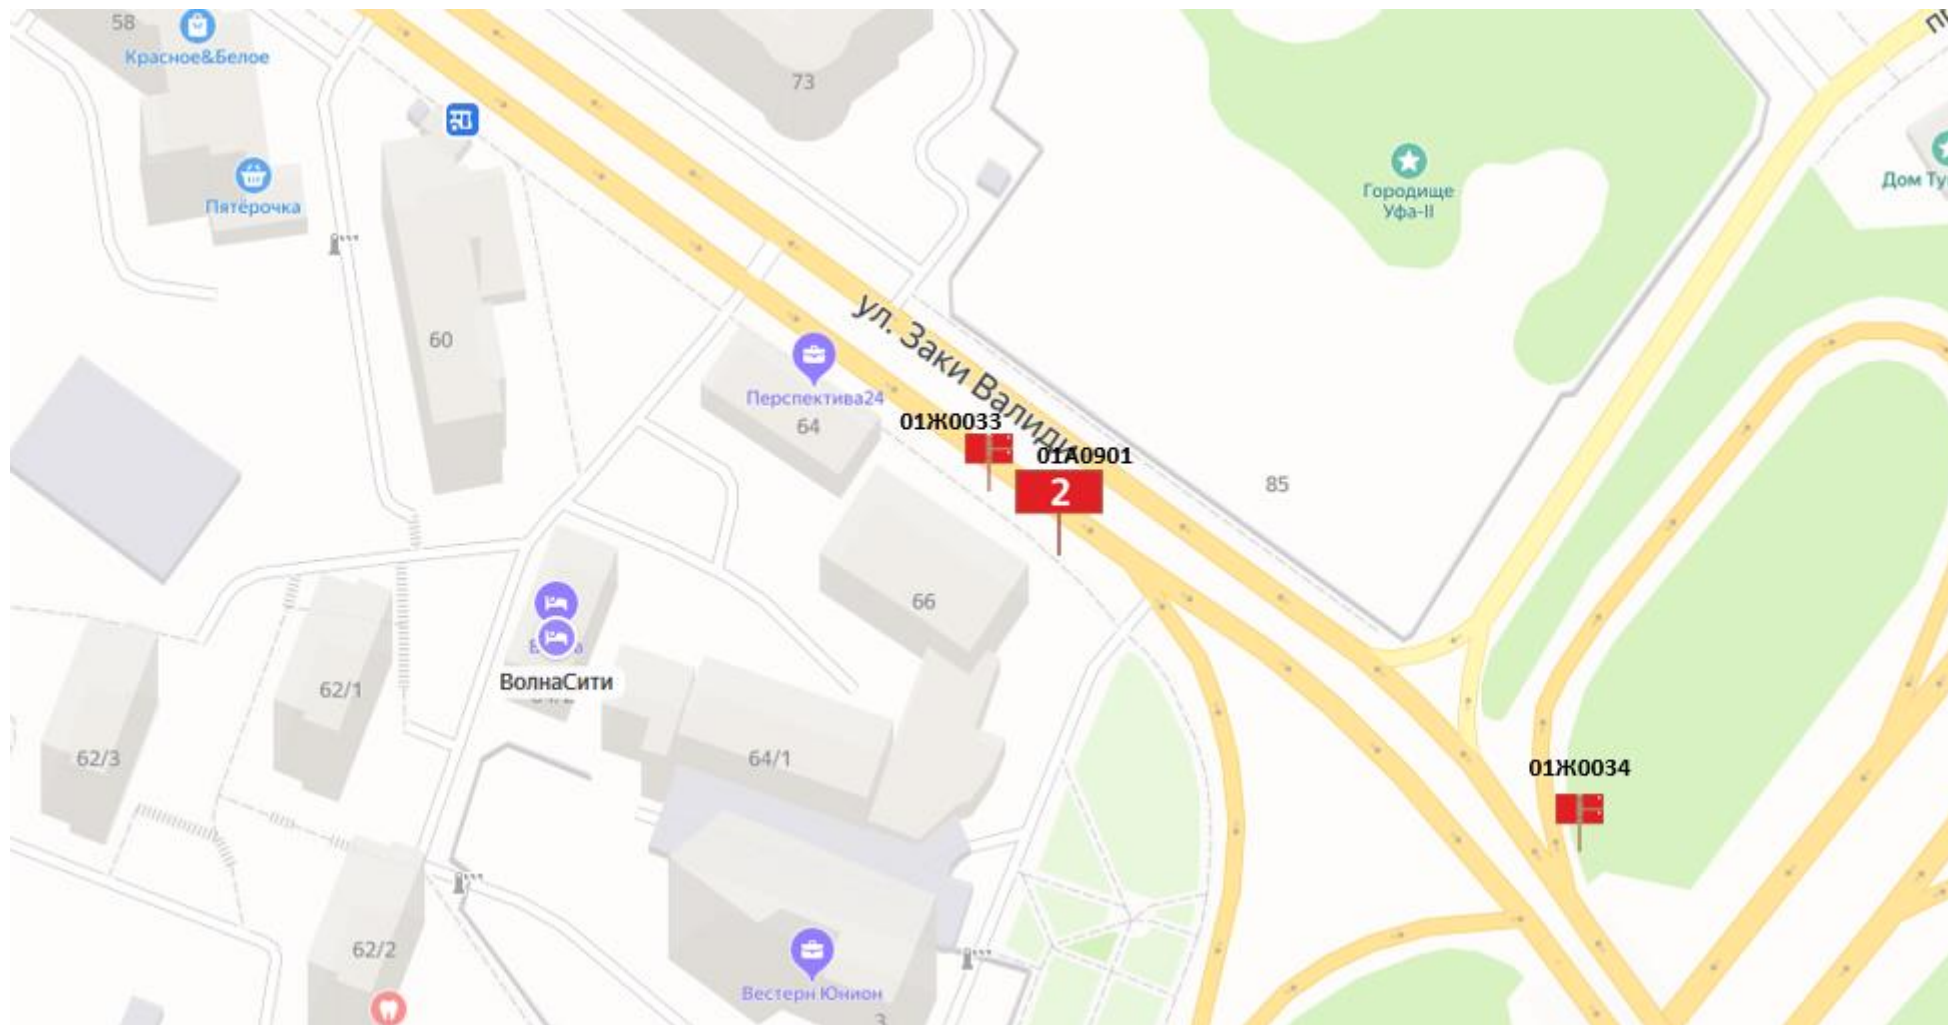 58
Красное&Белое
73
Пятёрочка
Городище
Уфа-II
Дом Ту
60
ул. Заки Валиди
Перспектива24
64
01Ж0033
01А0901
2
85
66
ВолнаСити
62/1
62/3
64/1
01Ж0034
62/2
Вестерн Юнион
3